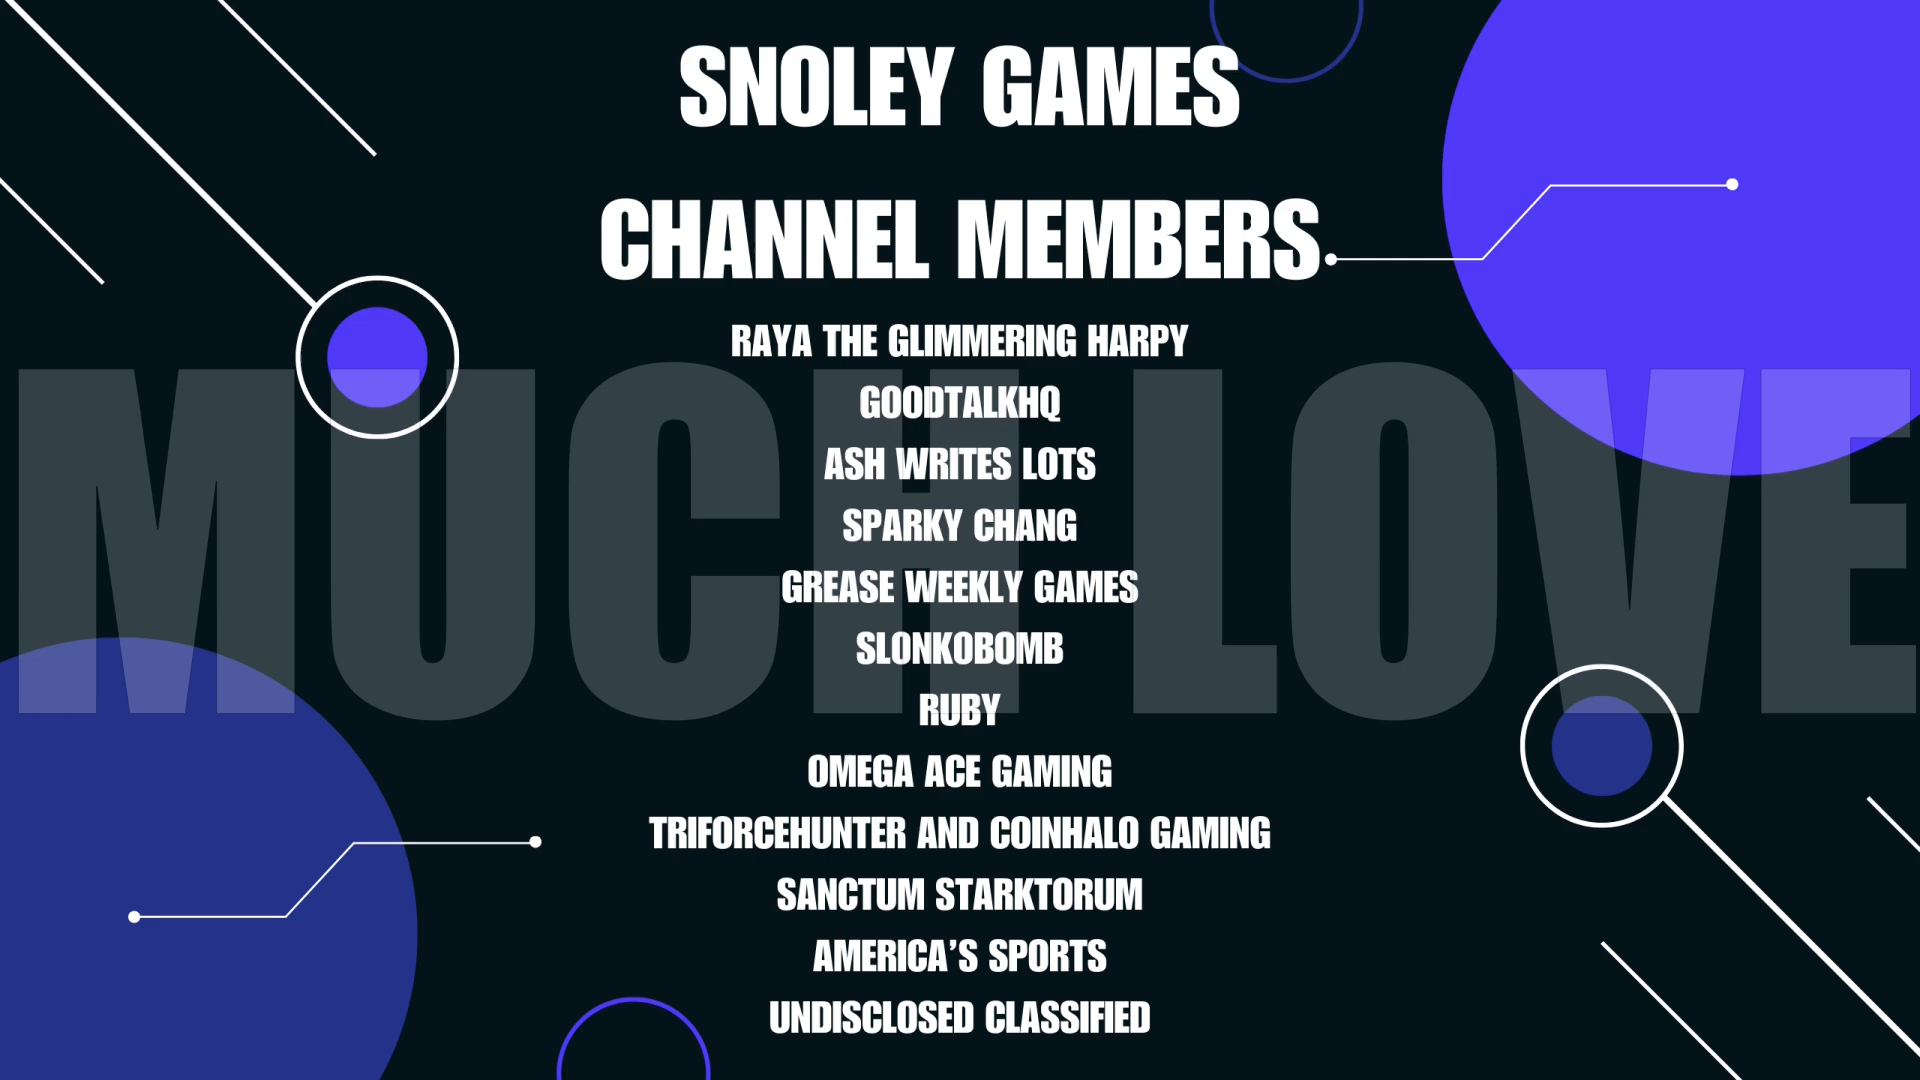 SNOLEY GAMES
CHANNEL MEMBERS
RAYA THE GLIMMERING HARPY
GOODTALKHQ
ASH WRITES LOTS
SPARKY CHANG
GREASE WEEKLY GAMES
SLONKOBOMB
RUBY
OMEGA ACE GAMING
TRIFORCEHUNTER AND COINHALO GAMING
SANCTUM STARKTORUM
AMERICA'S SPORTS
UNDISCLOSED CLASSIFIED
MUCH LOVE